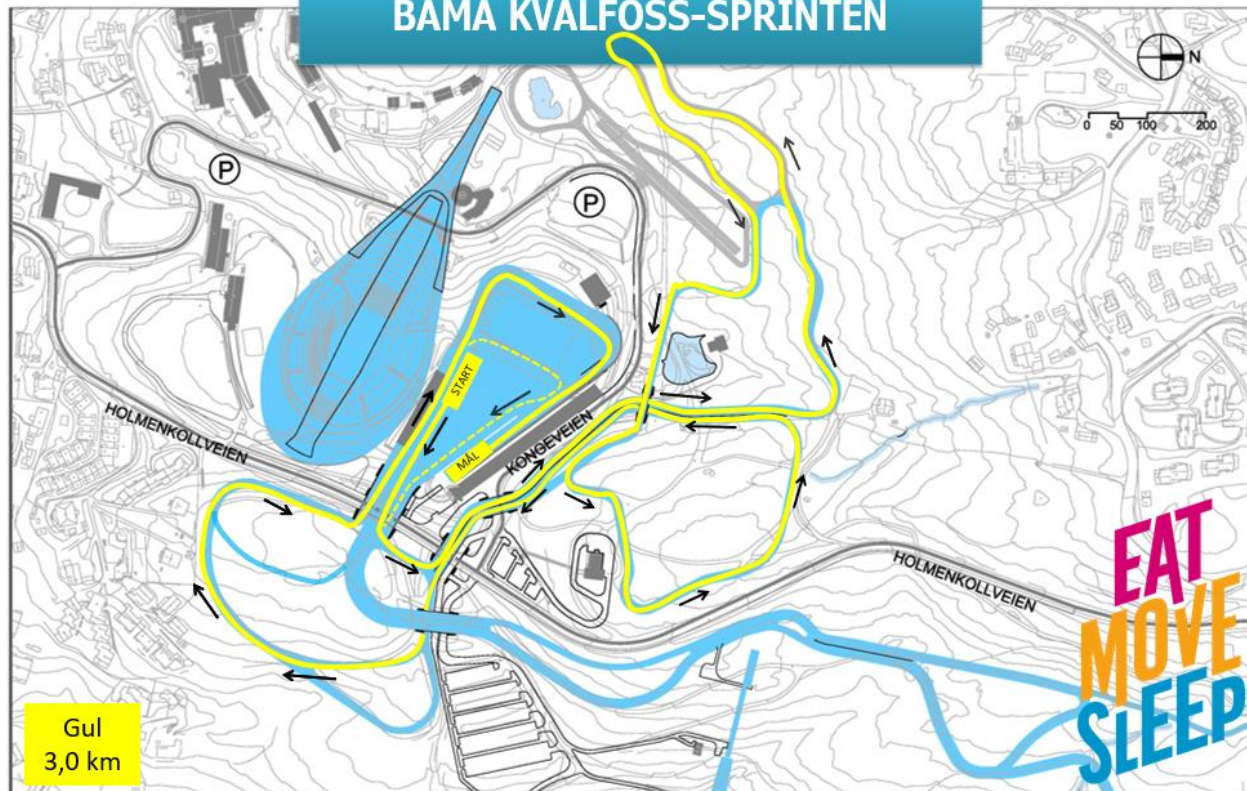 BAMA KVALFOSS-SPRINTEN
N
0 50 100 200
P
P
START
HOLMENKOLLVEIEN
MÅL
KONGEVEIEN
HOLMENKOLLVEIEN
EAT
MOVE
SLEEP
Gul
3,0 km